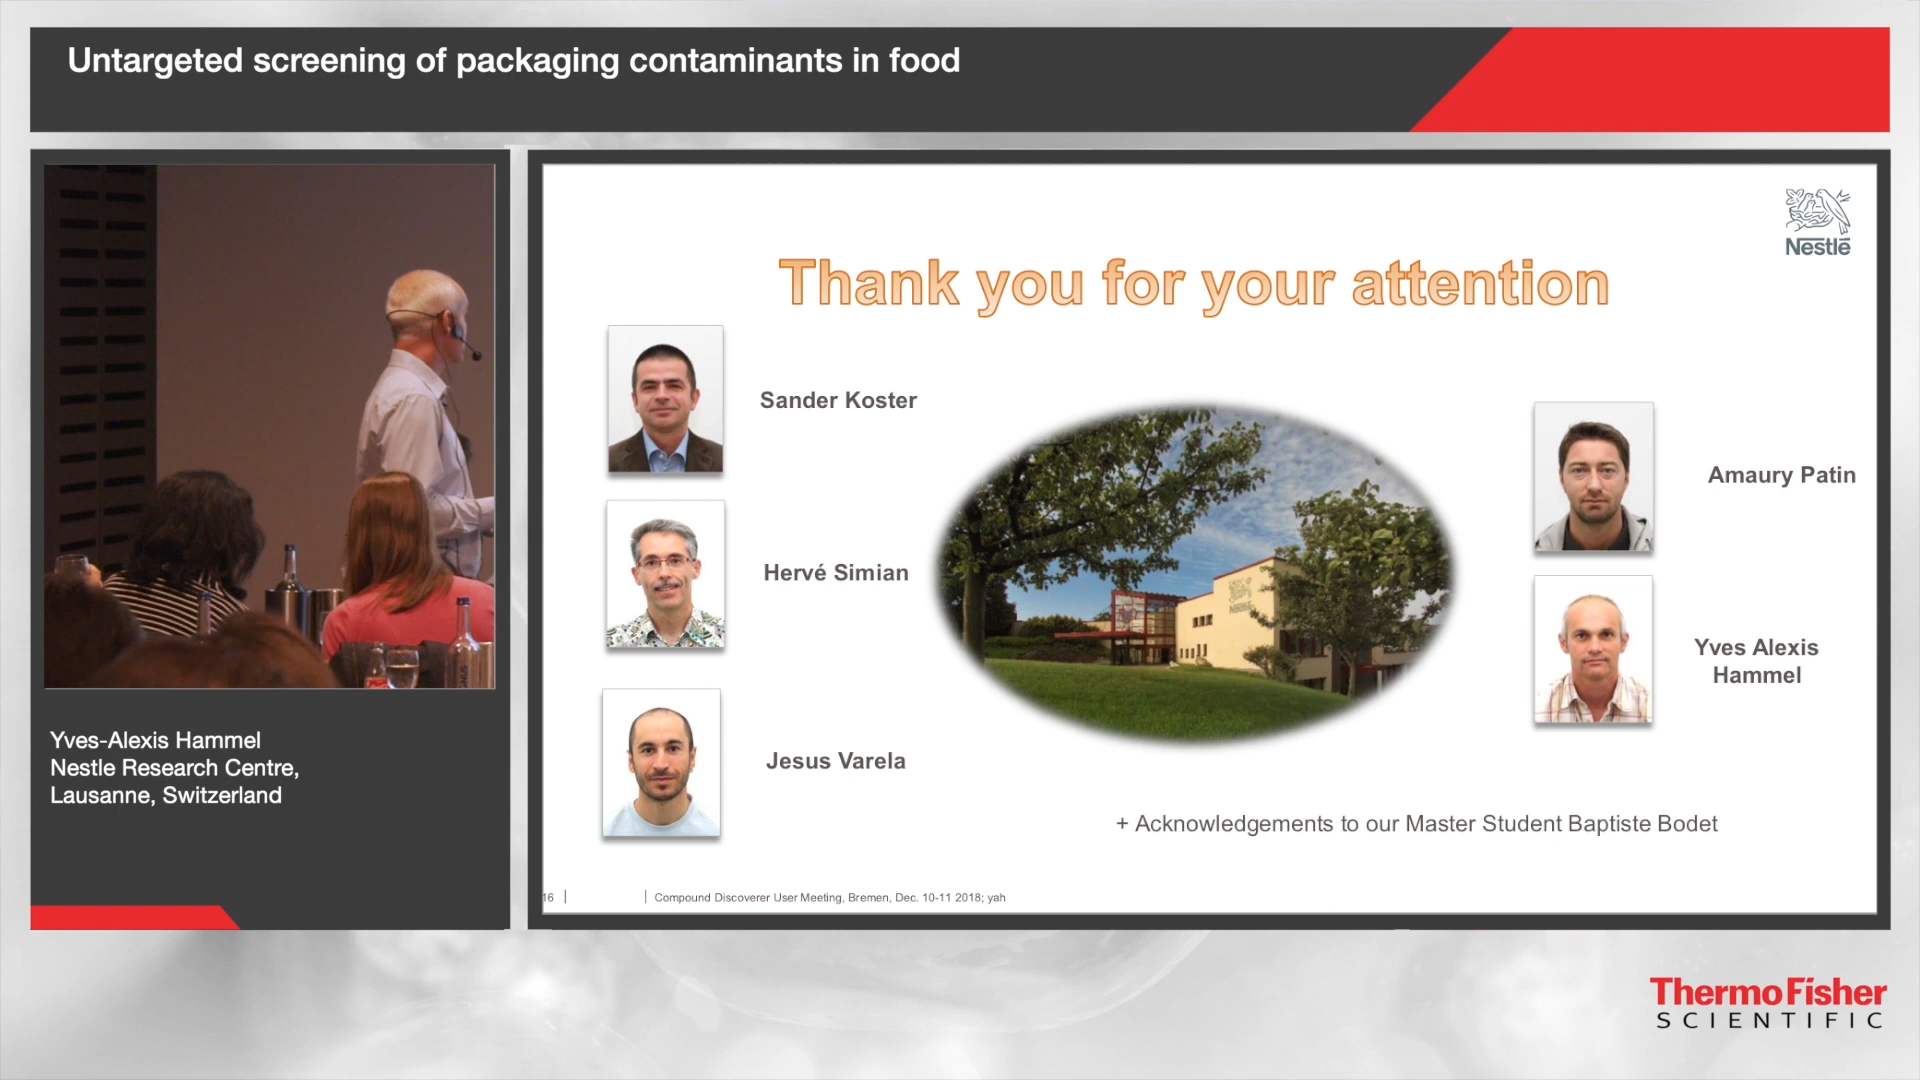 Untargeted screening of packaging contaminants in food
Yves-Alexis Hammel
Nestle Research Centre,
Lausanne, Switzerland
Nestlé
Thank you for your attention
Sander Koster
Hervé Simian
Jesus Varela
Amaury Patin
Yves Alexis
Hammel
Nestlé
+ Acknowledgements to our Master Student Baptiste Bodet
16
Compound Discoverer User Meeting, Bremen, Dec. 10-11 2018; yah
ThermoFisher
SCIENTIFIC